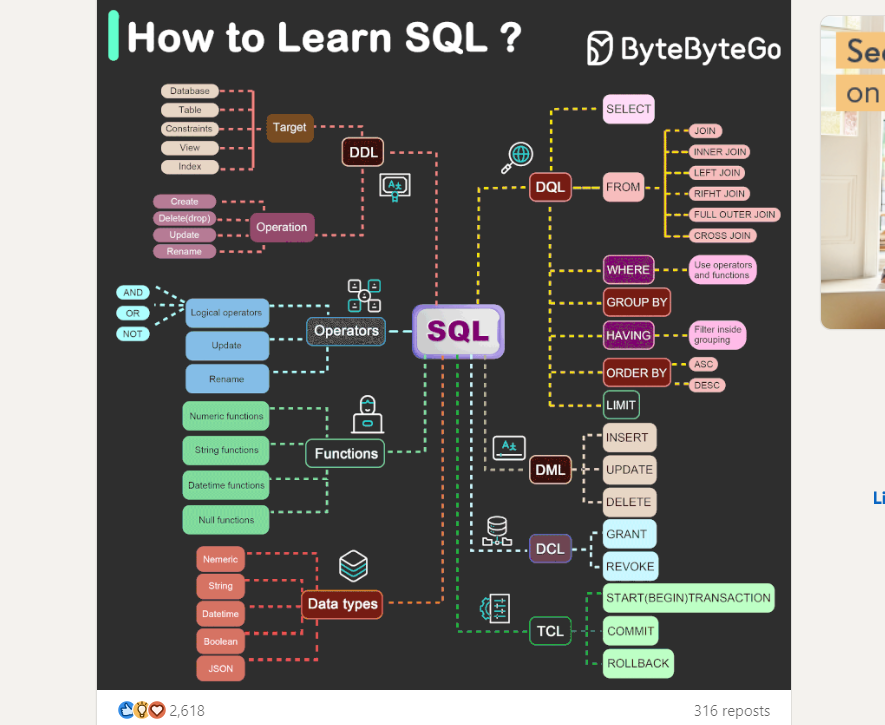 How to Learn SQL ?
ByteByteGo
Database
Table
Constraints
View
Index
Target
DDL
Create
Delete(drop)
Update
Rename
Operation
AND
OR
NOT
Logical operators
Update
Rename
Operators
SQL
Numeric functions
String functions
Datetime functions
Null functions
Functions
Nemeric
String
Datetime
Boolean
JSON
Data types
DQL
SELECT
FROM
JOIN
INNER JOIN
LEFT JOIN
RIFHT JOIN
FULL OUTER JOIN
CROSS JOIN
WHERE
Use operators
and functions
GROUP BY
HAVING
Filter inside
grouping
ORDER BY
ASC
DESC
LIMIT
DML
INSERT
UPDATE
DELETE
DCL
GRANT
REVOKE
TCL
START(BEGIN)TRANSACTION
COMMIT
ROLLBACK
2,618
316 reposts
on